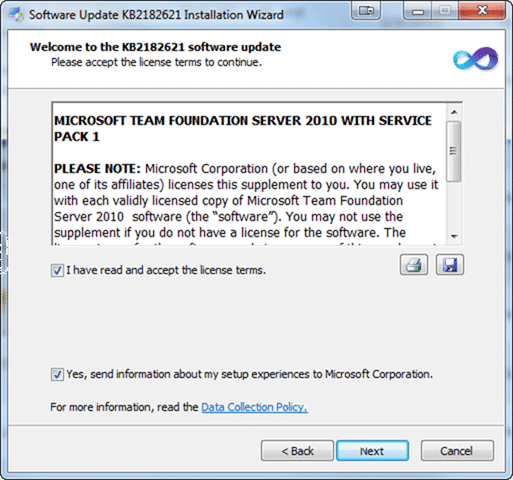 Software Update KB2182621 Installation Wizard
Welcome to the KB2182621 software update
Please accept the license terms to continue.
MICROSOFT TEAM FOUNDATION SERVER 2010 WITH SERVICE
PACK 1
PLEASE NOTE: Microsoft Corporation (or based on where you live,
one of its affiliates) licenses this supplement to you. You may use it
with each validly licensed copy of Microsoft Team Foundation
Server 2010 software (the “software”). You may not use the
supplement if you do not have a license for the software. The
I have read and accept the license terms.
Yes, send information about my setup experiences to Microsoft Corporation.
For more information, read the Data Collection Policy.
< Back
Next
Cancel